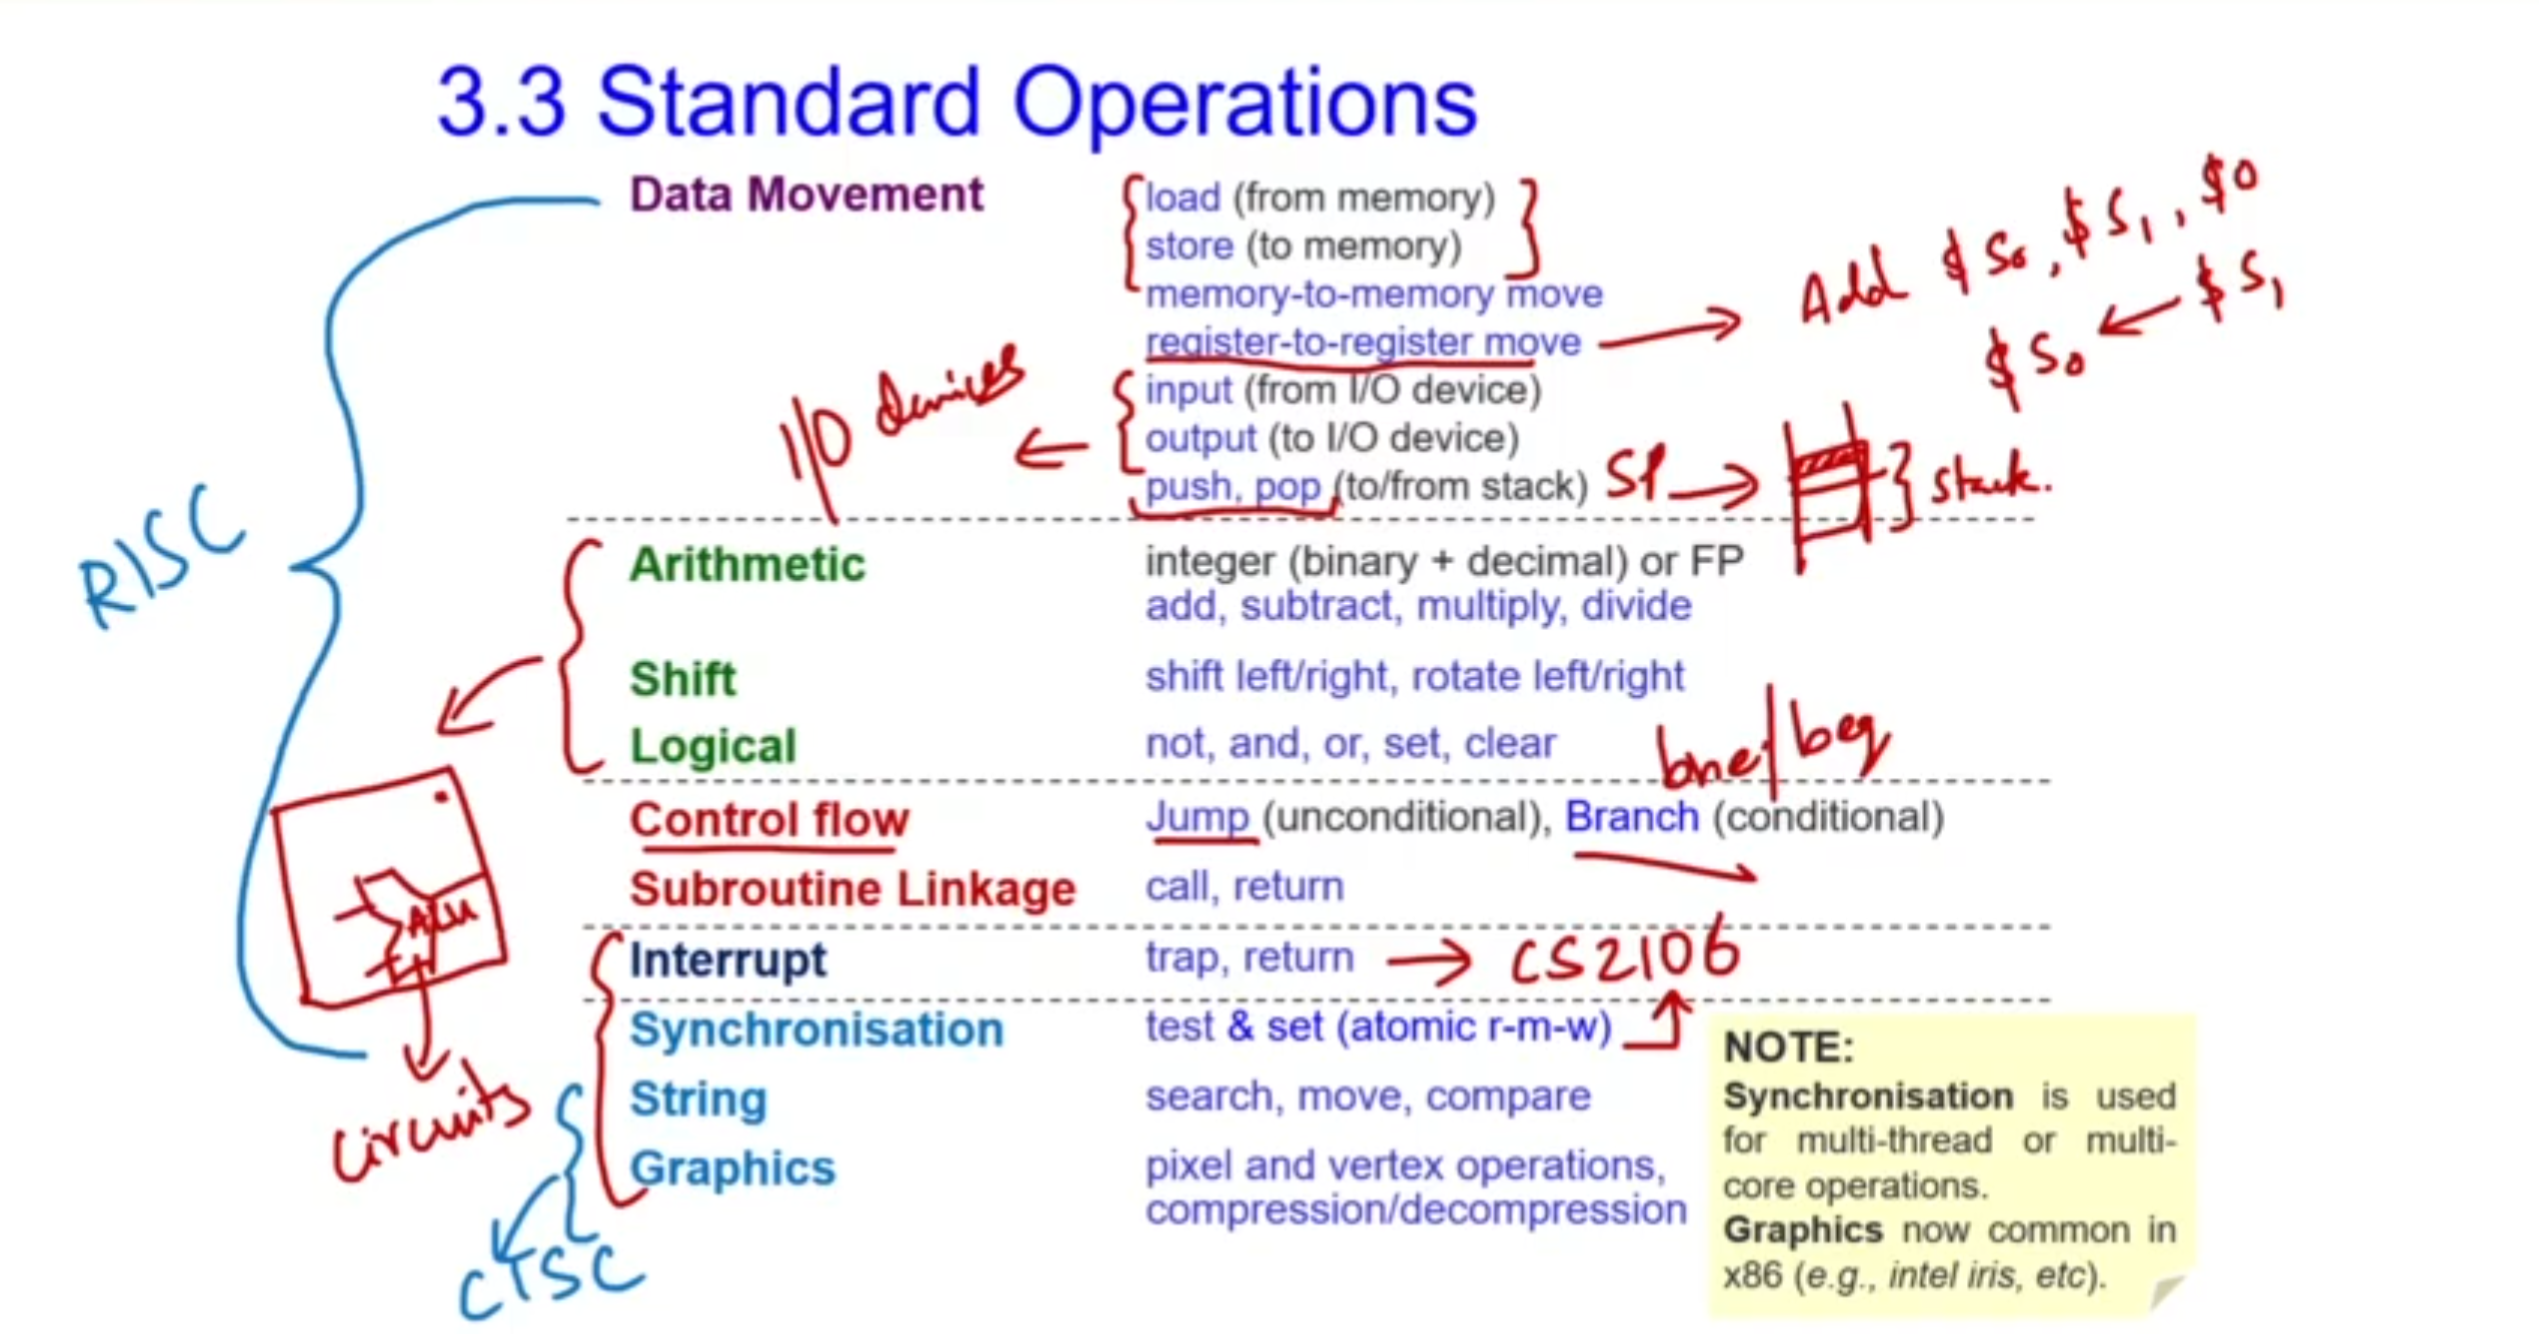 3.3 Standard Operations
Data Movement
load (from memory)
store (to memory)
memory-to-memory move
register-to-register move
input (from I/O device)
output (to I/O device)
push, pop (to/from stack)
Add $s0, $s1, $0
$s0 ← $s1
I/O devices
SP → stack.
RISC
Arithmetic integer (binary + decimal) or FP
add, subtract, multiply, divide
Shift shift left/right, rotate left/right
Logical not, and, or, set, clear
bne/beq
Control flow Jump (unconditional), Branch (conditional)
Subroutine Linkage call, return
ALU
circuits
Interrupt trap, return → CS2106
Synchronisation test & set (atomic r-m-w)
String search, move, compare
Graphics pixel and vertex operations,
compression/decompression
CISC
NOTE:
Synchronisation is used
for multi-thread or multi-
core operations.
Graphics now common in
x86 (e.g., intel iris, etc).